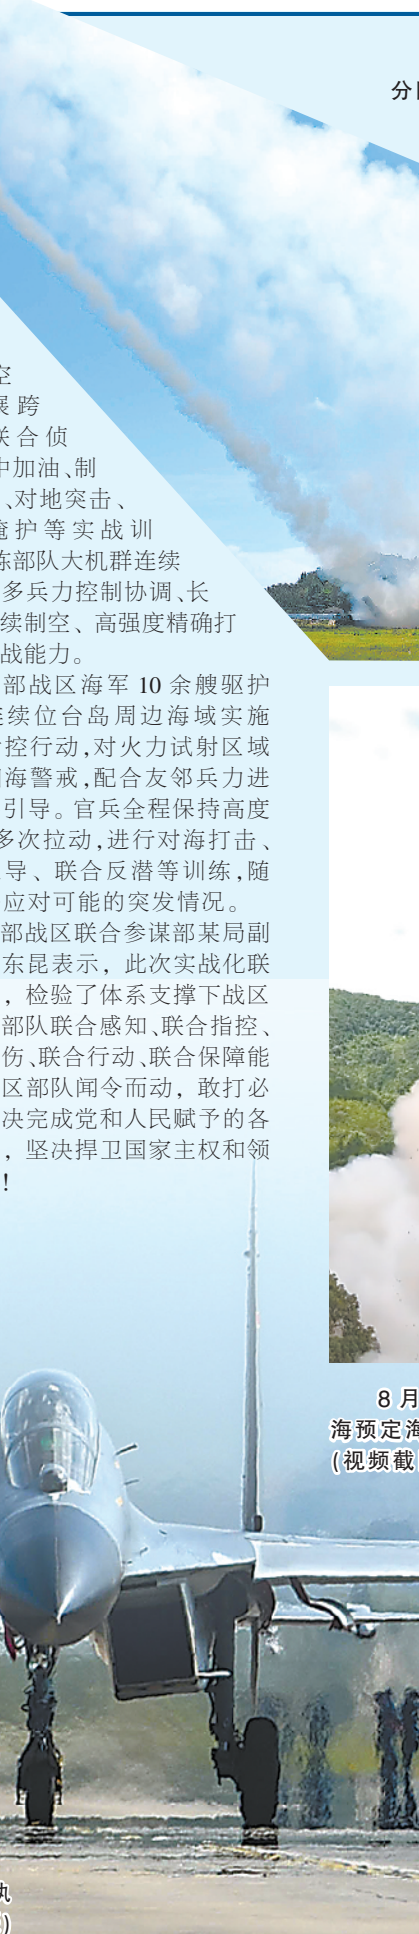 分
空
展 跨
联 合 侦
中加油、制
、对地突击、
掩 护 等 实 战 训
练部队大机群连续
多兵力控制协调、长
续制空、高强度精确打
战能力。
部战区海军 10 余艘驱护
连续位台岛周边海域实施
控行动,对火力试射区域
海警戒,配合友邻兵力进
引导。官兵全程保持高度
多次拉动,进行对海打击、
导、联合反潜等训练,随
应对可能的突发情况。
部战区联合参谋部某局副
东昆表示,此次实战化联
,检验了体系支撑下战区
部队联合感知、联合指控、
伤、联合行动、联合保障能
区部队闻令而动,敢打必
决完成党和人民赋予的各
,坚决捍卫国家主权和领
!
8 月
海预定海
(视频截
执
)